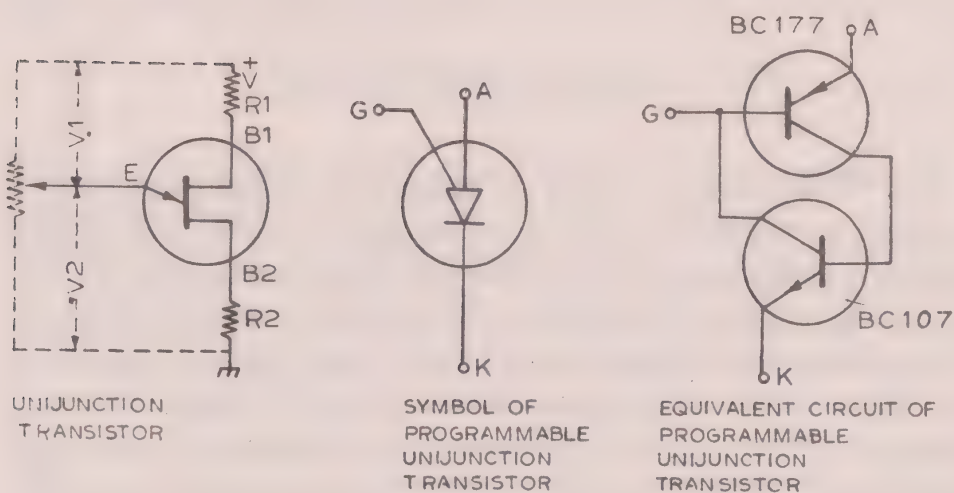 +
V
R1
B1
V1
E
V2
B2
R2
UNIJUNCTION
TRANSISTOR
G
A
K
SYMBOL OF
PROGRAMMABLE
UNIJUNCTION
TRANSISTOR
BC177
A
G
BC107
K
EQUIVALENT CIRCUIT OF
PROGRAMMABLE
UNIJUNCTION
TRANSISTOR